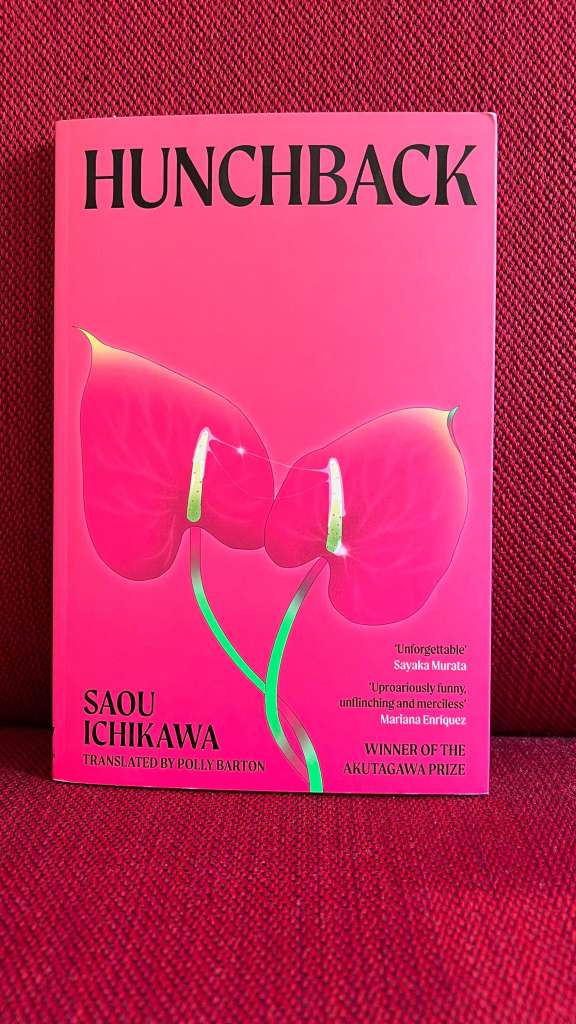 HUNCHBACK
'Unforgettable'
Sayaka Murata
'Uproariously funny,
unflinching and merciless'
Mariana Enríquez
SAOU
ICHIKAWA
TRANSLATED BY POLLY BARTON
WINNER OF THE
AKUTAGAWA PRIZE